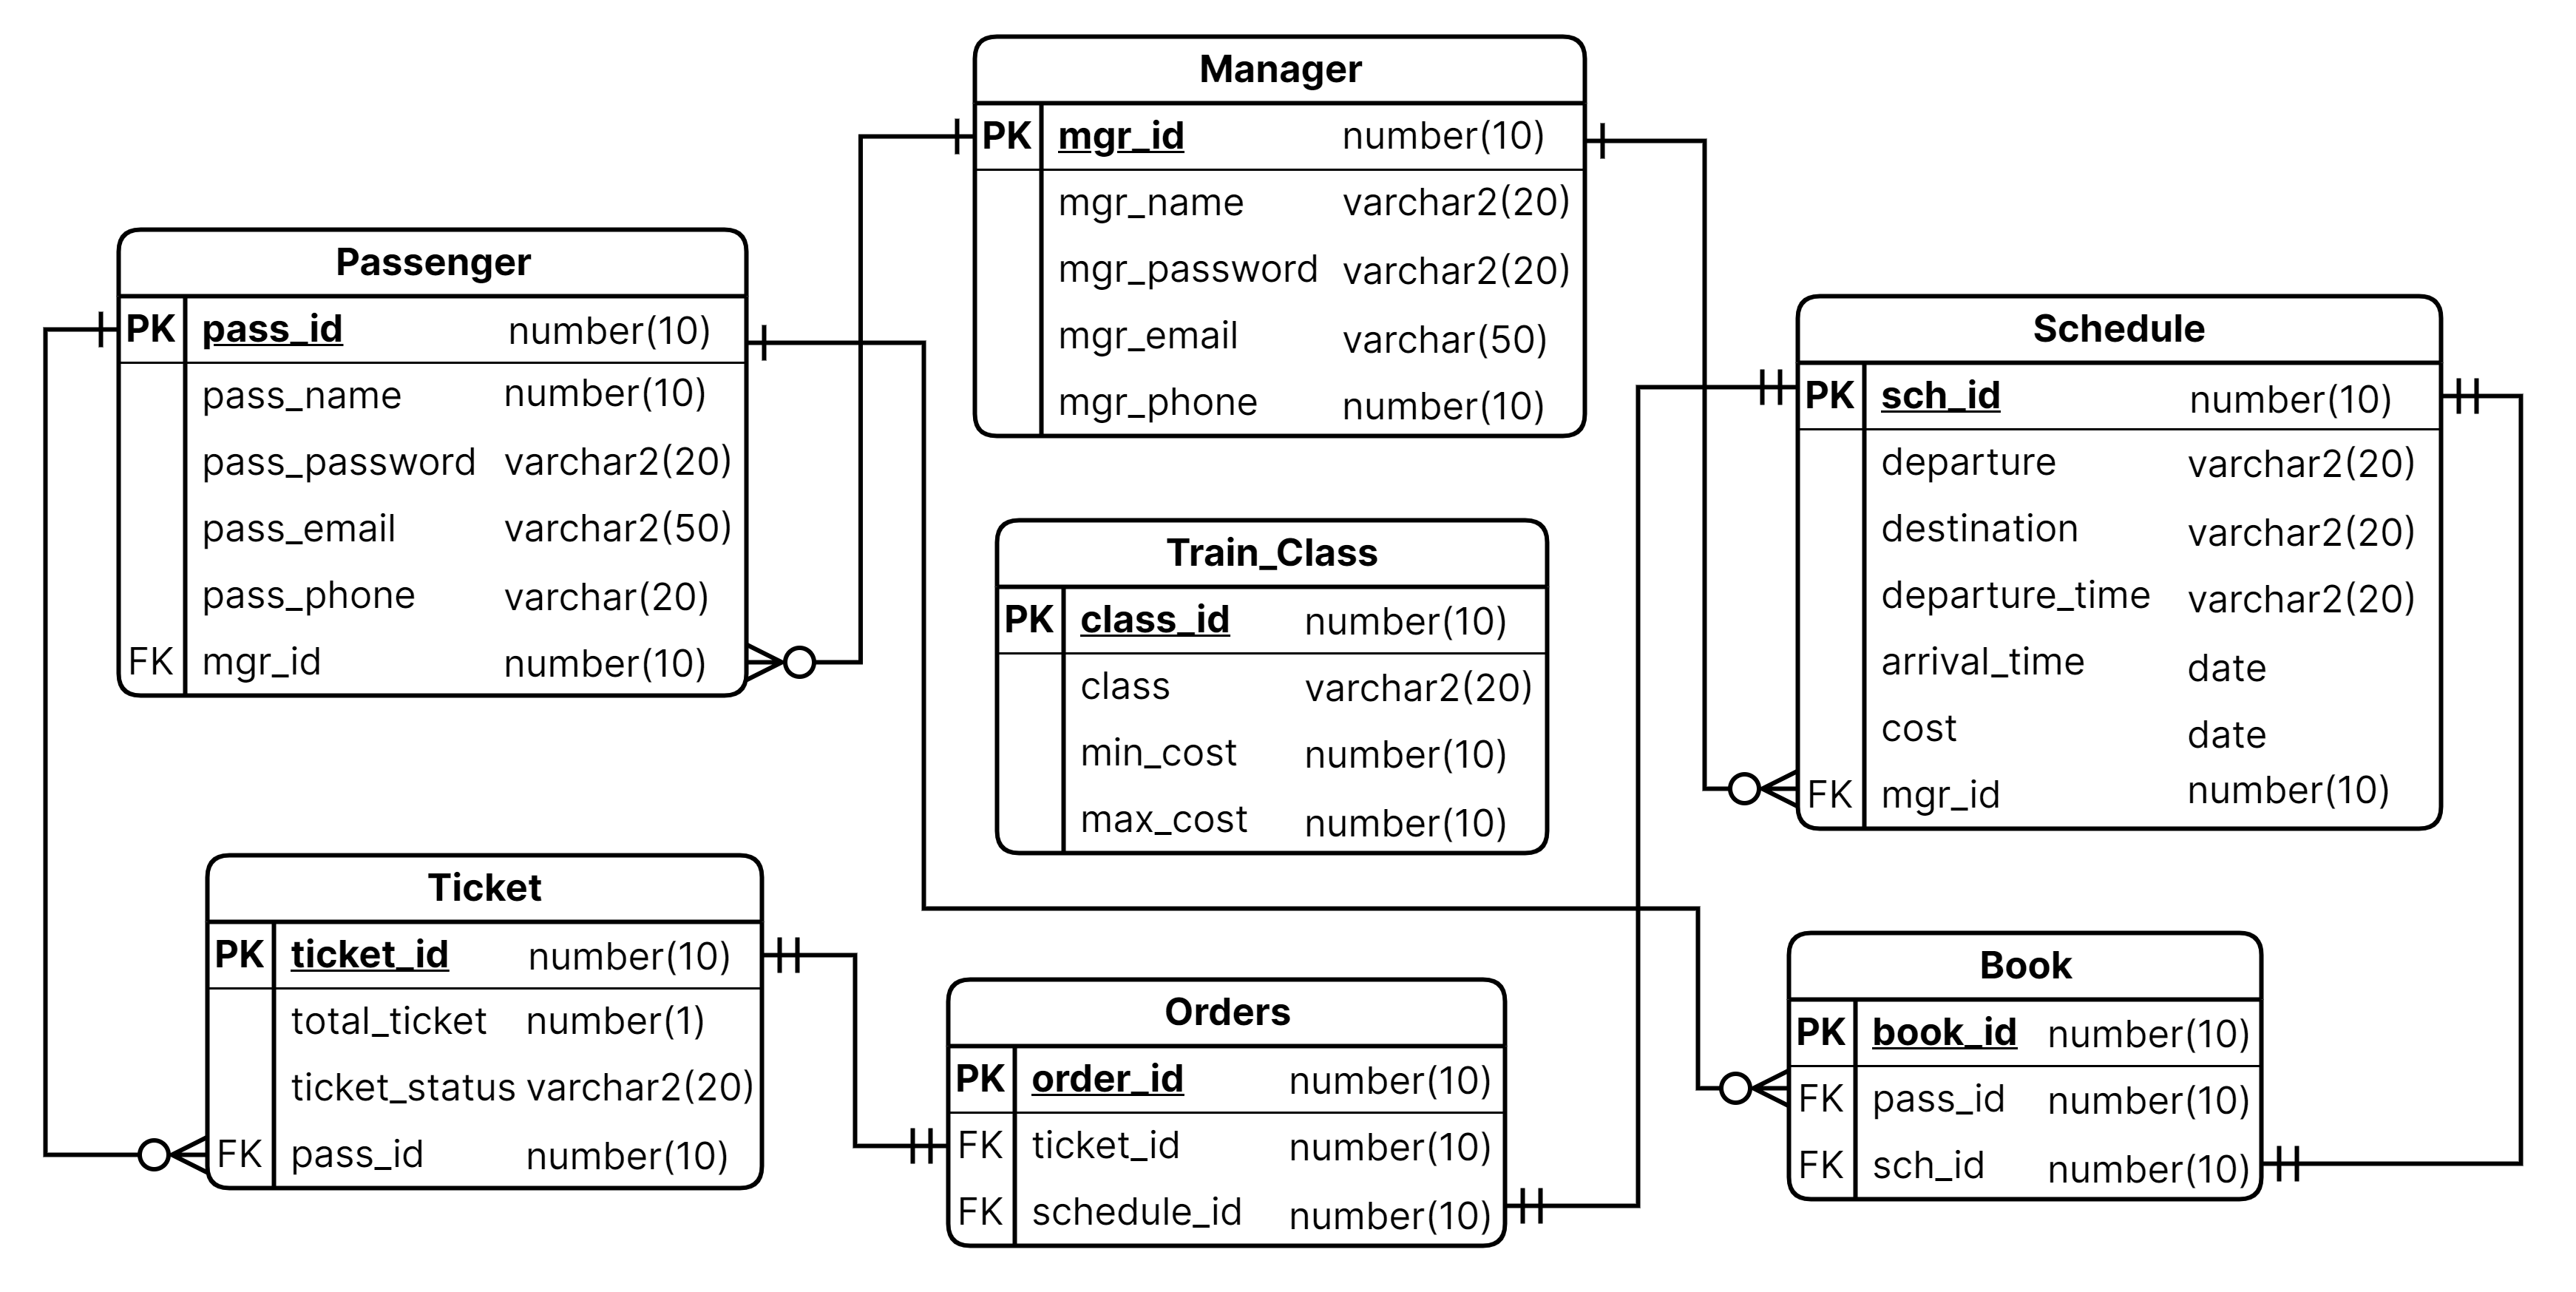 Manager
PK mgr_id number(10)
mgr_name varchar2(20)
mgr_password varchar2(20)
mgr_email varchar(50)
mgr_phone number(10)
Passenger
PK pass_id number(10)
pass_name number(10)
pass_password varchar2(20)
pass_email varchar2(50)
pass_phone varchar(20)
FK mgr_id number(10)
Schedule
PK sch_id number(10)
departure varchar2(20)
destination varchar2(20)
departure_time varchar2(20)
arrival_time date
cost date
FK mgr_id number(10)
Train_Class
PK class_id number(10)
class varchar2(20)
min_cost number(10)
max_cost number(10)
Ticket
PK ticket_id number(10)
total_ticket number(1)
ticket_status varchar2(20)
FK pass_id number(10)
Orders
PK order_id number(10)
FK ticket_id number(10)
FK schedule_id number(10)
Book
PK book_id number(10)
FK pass_id number(10)
FK sch_id number(10)